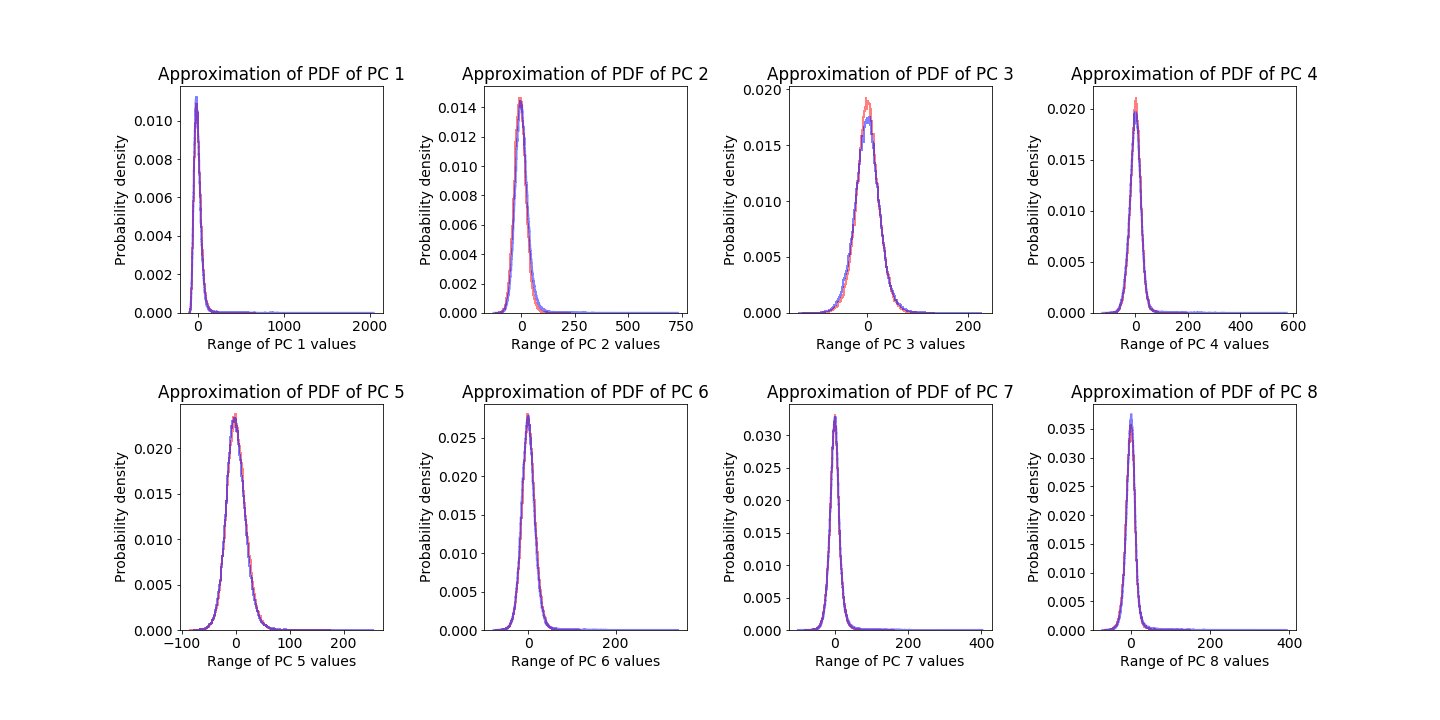 Approximation of PDF of PC 1
Probability density
0.010
0.008
0.006
0.004
0.002
0.000
0 1000 2000
Range of PC 1 values
Approximation of PDF of PC 2
Probability density
0.014
0.012
0.010
0.008
0.006
0.004
0.002
0.000
0 250 500 750
Range of PC 2 values
Approximation of PDF of PC 3
Probability density
0.020
0.015
0.010
0.005
0.000
0 200
Range of PC 3 values
Approximation of PDF of PC 4
Probability density
0.020
0.015
0.010
0.005
0.000
0 200 400 600
Range of PC 4 values
Approximation of PDF of PC 5
Probability density
0.020
0.015
0.010
0.005
0.000
−100 0 100 200
Range of PC 5 values
Approximation of PDF of PC 6
Probability density
0.025
0.020
0.015
0.010
0.005
0.000
0 200
Range of PC 6 values
Approximation of PDF of PC 7
Probability density
0.030
0.025
0.020
0.015
0.010
0.005
0.000
0 200 400
Range of PC 7 values
Approximation of PDF of PC 8
Probability density
0.035
0.030
0.025
0.020
0.015
0.010
0.005
0.000
0 200 400
Range of PC 8 values